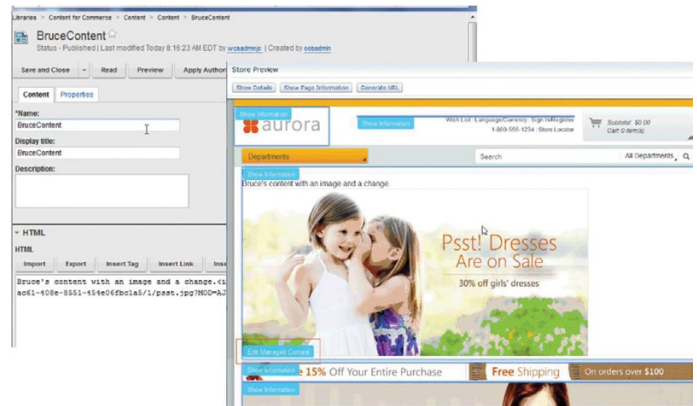 Libraries > Content for Commerce > Content > Content > BruceContent
BruceContent
Status - Published | Last modified Today 8:16:23 AM EDT by wcsadminjc | Created by
Save and Close
Read
Preview
Apply Author
Content
Properties
*Name:
BruceContent
Display title:
BruceContent
Description:
HTML
HTML
Import
Export
Insert Tag
Insert Link
Inse
Bruce's content with an image and a change.<i
ac61-408e-8551-454e06fbc1a5/1/psst.jpg?MOD=AJ
Store Preview
Show Details
Show Page Information
Generate URL
Show Information
aurora
Show Information
Wish List Language/Currency Sign In/Register
1-800-555-1234 Store Locator
Subtotal: $0.00
Cart 0 item(s)
Departments
Search
All Departments
Show Information
Bruce's content with an image and a change.
Psst! Dresses
Are on Sale
30% off girls' dresses
Edit Managed Content
Show Information
e 15% Off Your Entire Purchase
Free Shipping
On orders over $100
Show Information